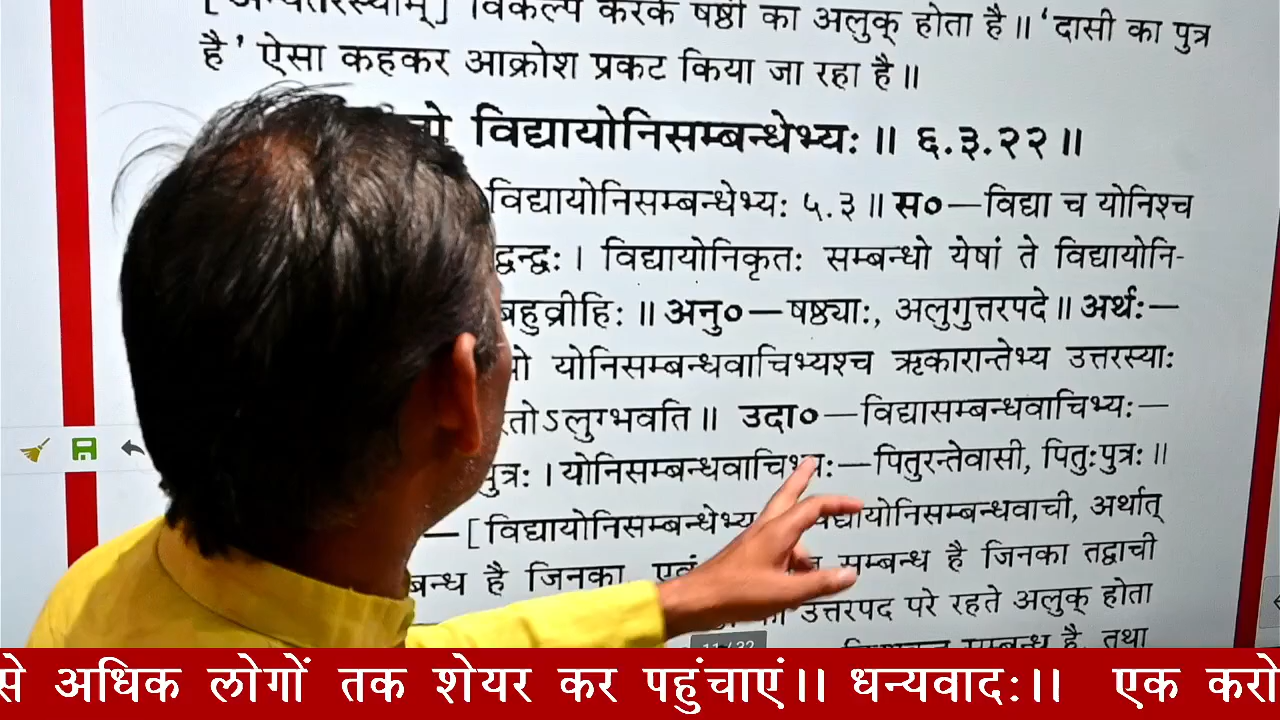 विकल्प करके षष्ठी का अलुक् होता है॥ ‘दासी का पुत्र
है’ ऐसा कहकर आक्रोश प्रकट किया जा रहा है॥
विद्यायोनिसम्बन्धेभ्यः॥ ६.३.२२॥
विद्यायोनिसम्बन्धेभ्यः ५.३॥ स०—विद्या च योनिश्च
द्वन्द्वः। विद्यायोनिकृतः सम्बन्धो येषां ते विद्यायोनि-
बहुव्रीहिः॥ अनु०—षष्ठ्याः, अलुगुत्तरपदे॥ अर्थः—
योनिसम्बन्धवाचिभ्यश्च ऋकारान्तेभ्य उत्तरस्याः
अलुग्भवति॥ उदा०—विद्यासम्बन्धवाचिभ्यः—
पुत्रः। योनिसम्बन्धवाचिभ्यः—पितुरन्तेवासी, पितुःपुत्रः॥
—[विद्यायोनिसम्बन्धेभ्यः विद्यायोनिसम्बन्धवाची, अर्थात्
है जिनका एवं सम्बन्ध है जिनका तद्वाची
उत्तरपद परे रहते अलुक् होता
सम्बन्ध है, तथा
से अधिक लोगों तक शेयर कर पहुंचाएं।। धन्यवादः।। एक करो